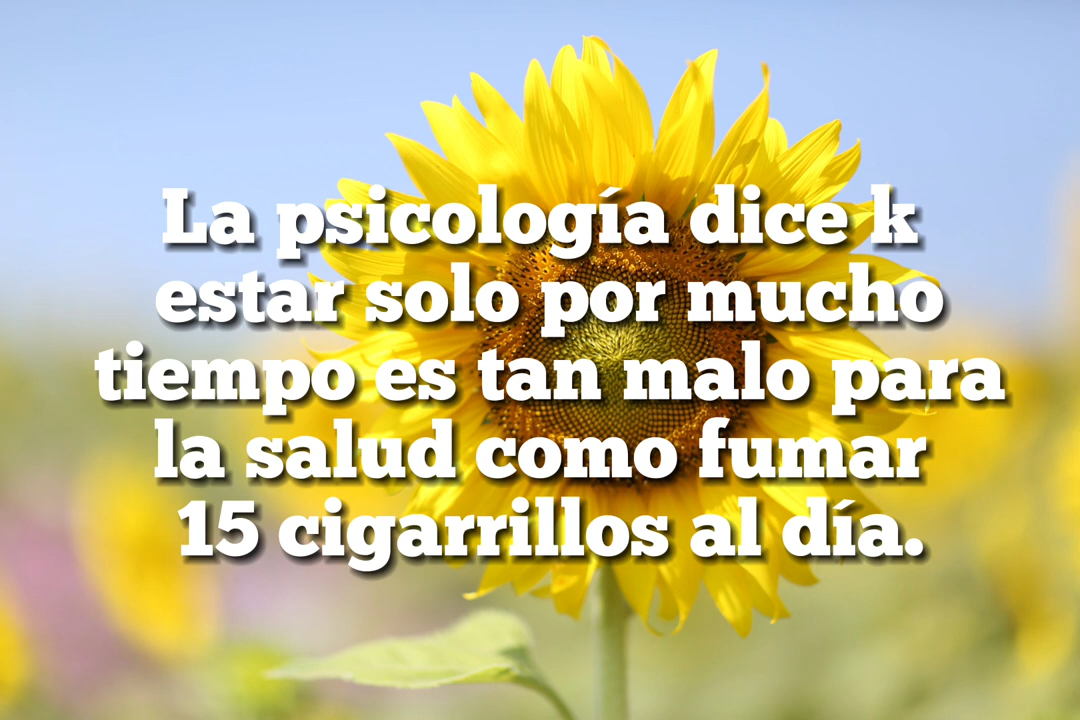 La psicología dice k
estar solo por mucho
tiempo es tan malo para
la salud como fumar
15 cigarrillos al día.